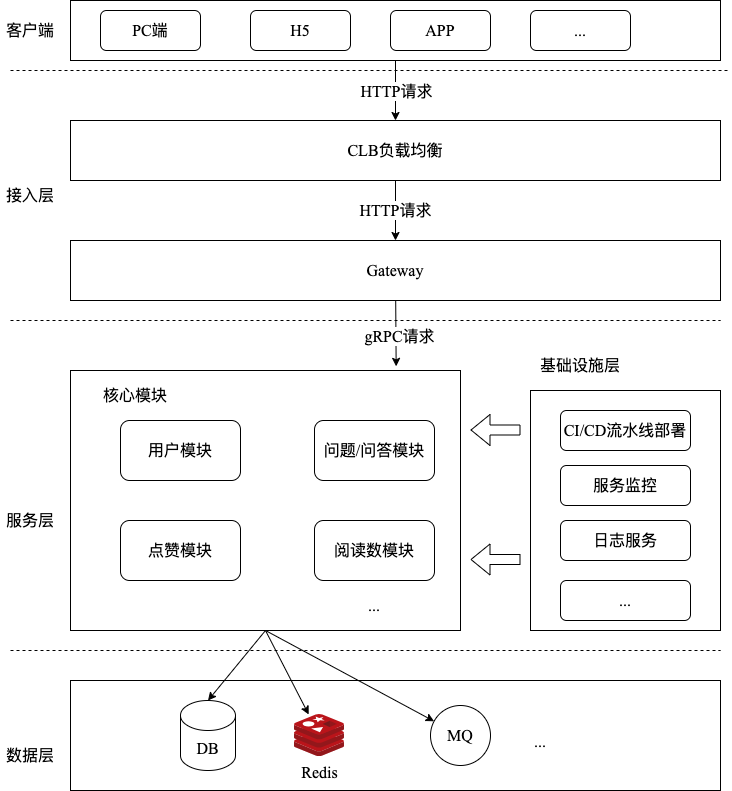 客户端
PC端
H5
APP
...
HTTP请求
CLB负载均衡
接入层
HTTP请求
Gateway
gRPC请求
基础设施层
核心模块
用户模块
问题/问答模块
CI/CD流水线部署
服务监控
服务层
点赞模块
阅读数模块
日志服务
...
...
数据层
DB
Redis
MQ
...